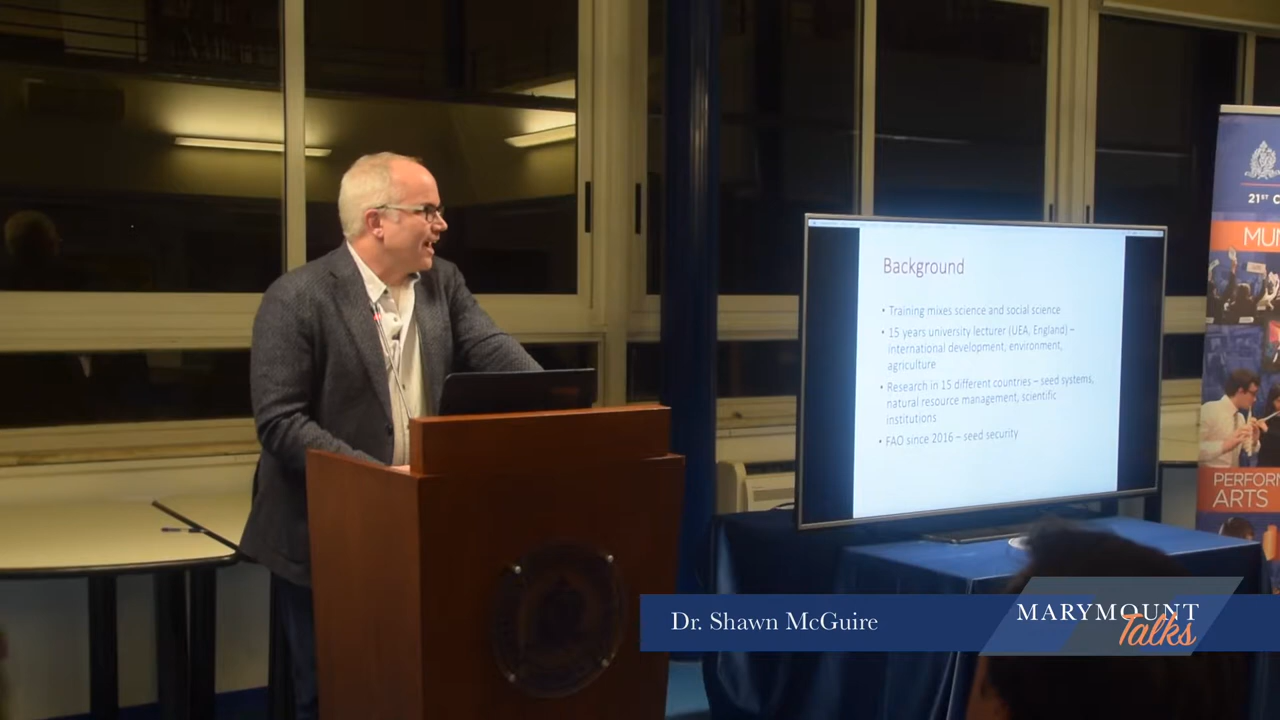 Background
• Training mixes science and social science
• 15 years university lecturer (UEA, England) –
international development, environment,
agriculture
• Research in 15 different countries – seed systems,
natural resource management, scientific
institutions
• FAO since 2016 – seed security
21ST C
MUN
PERFOR
ARTS
Dr. Shawn McGuire
MARYMOUNT
Talks